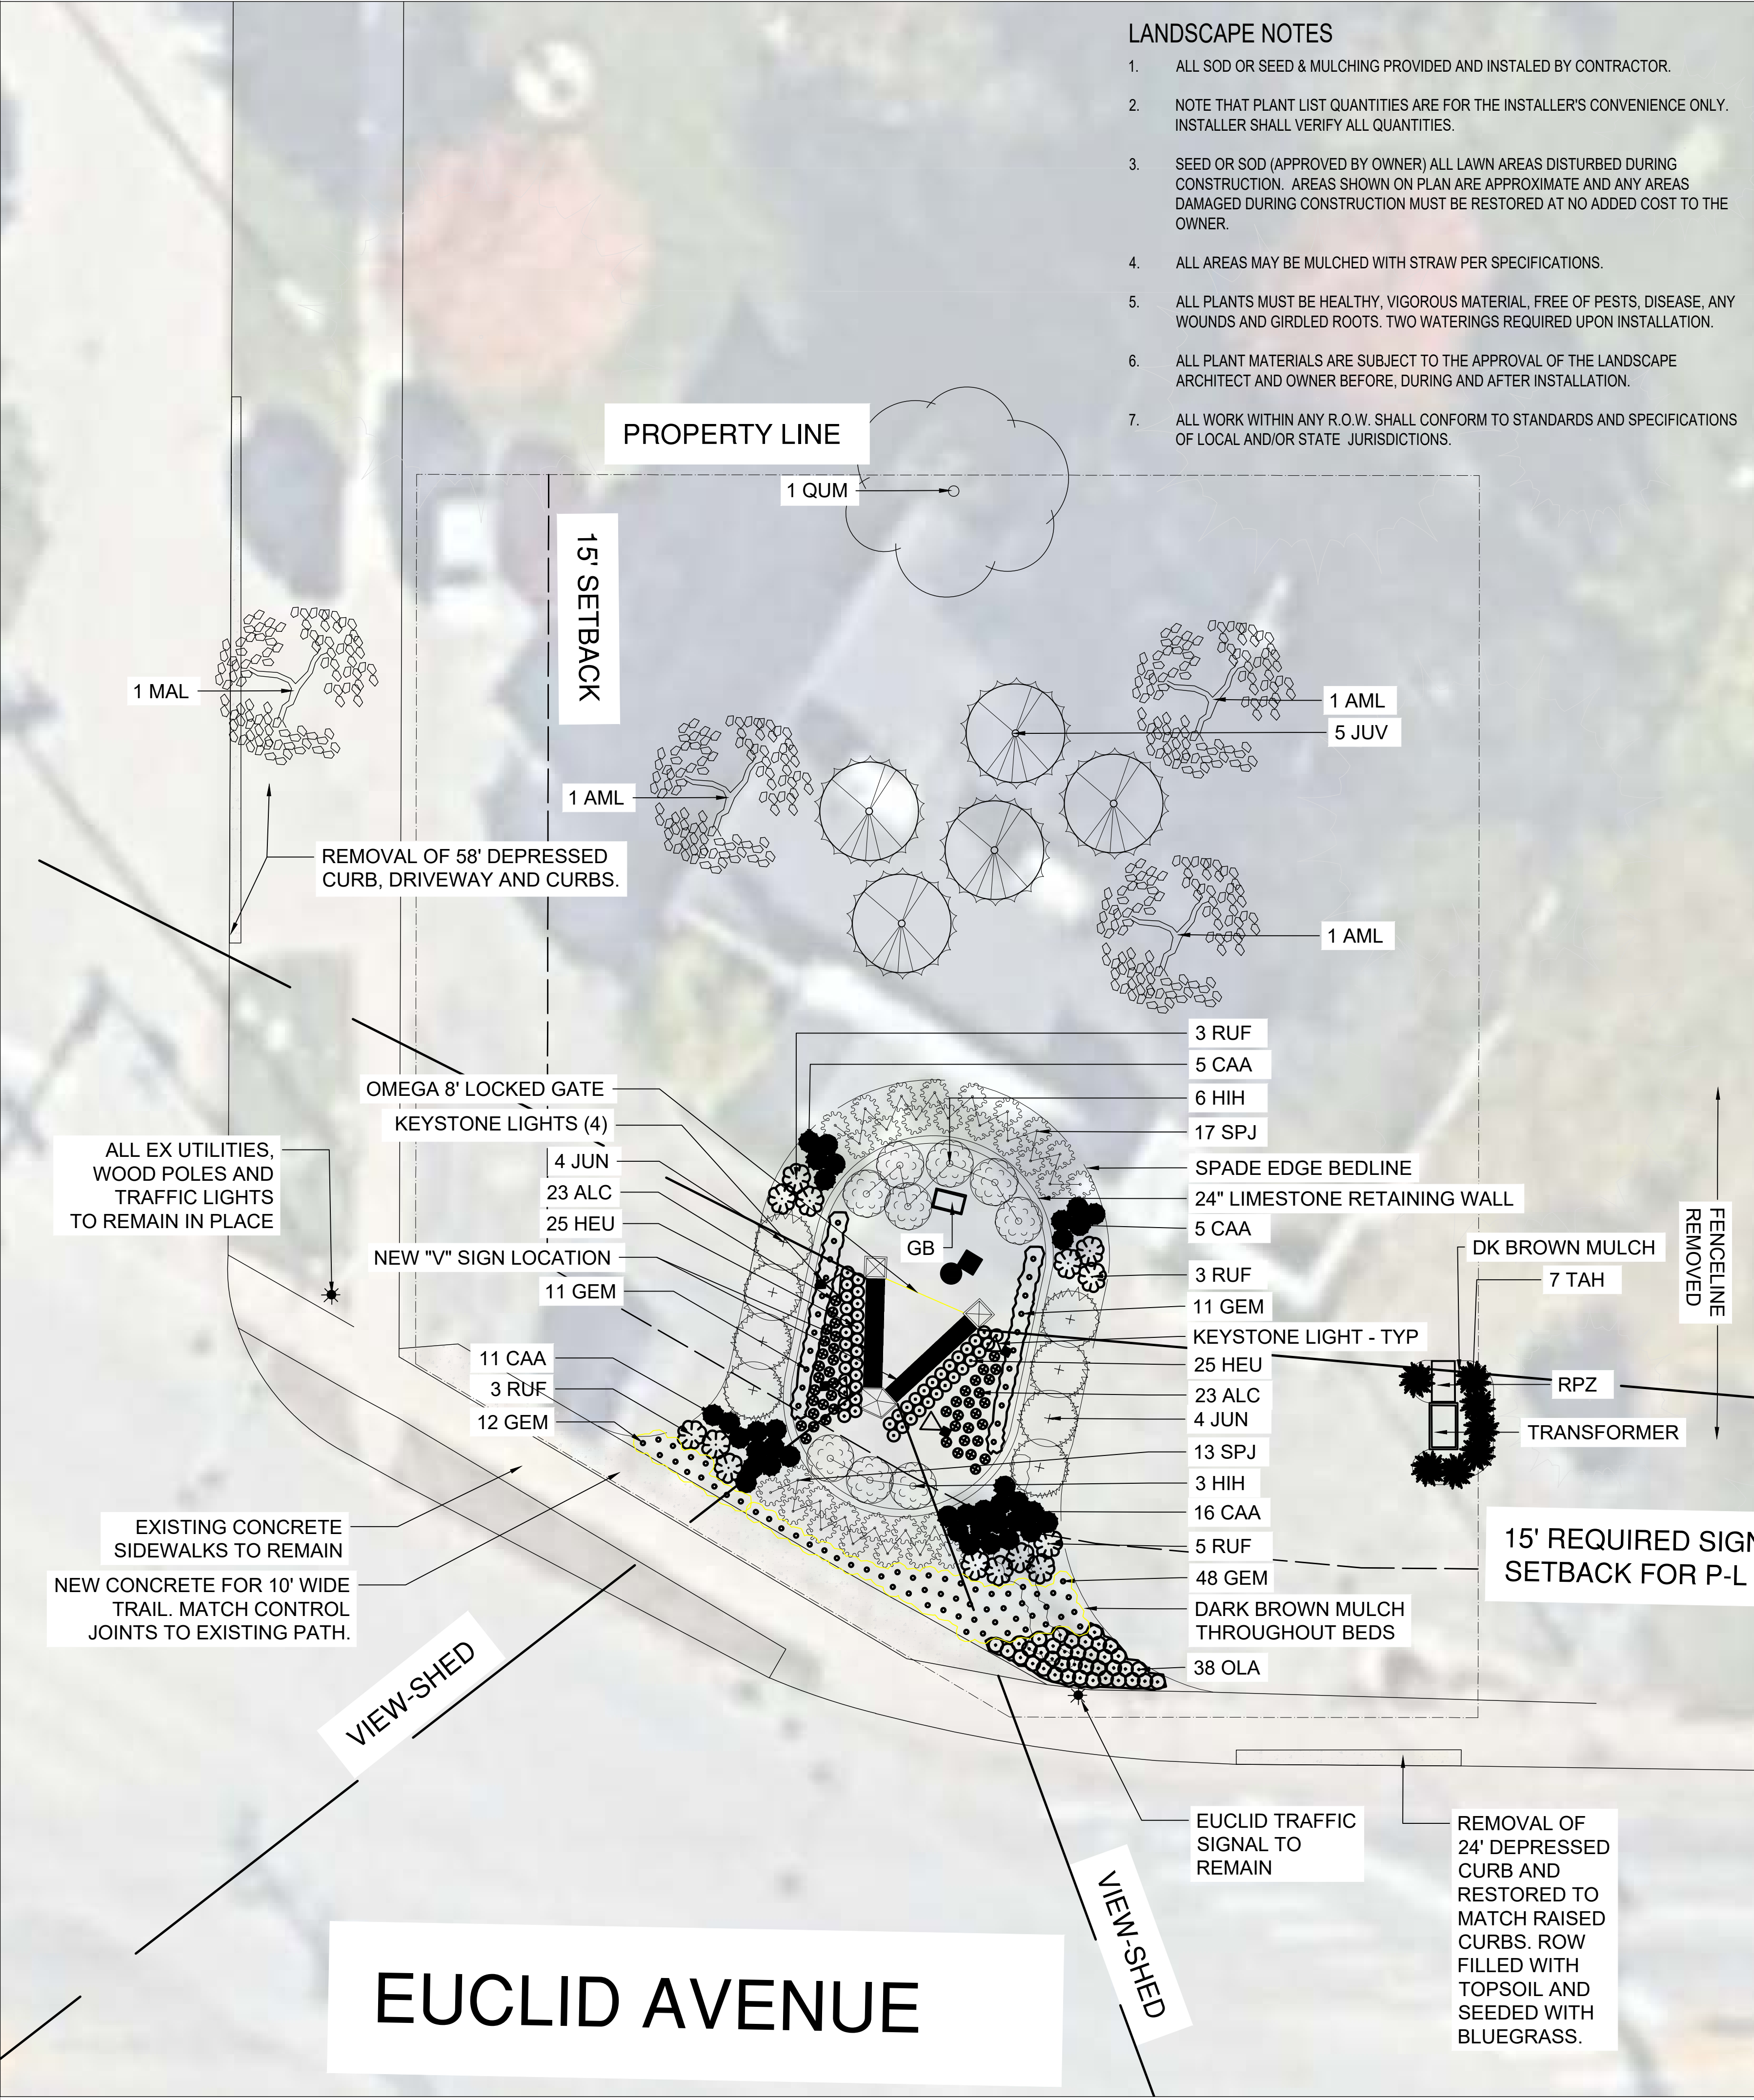 LANDSCAPE NOTES
1. ALL SOD OR SEED & MULCHING PROVIDED AND INSTALED BY CONTRACTOR.
2. NOTE THAT PLANT LIST QUANTITIES ARE FOR THE INSTALLER'S CONVENIENCE ONLY.
INSTALLER SHALL VERIFY ALL QUANTITIES.
3. SEED OR SOD (APPROVED BY OWNER) ALL LAWN AREAS DISTURBED DURING
CONSTRUCTION. AREAS SHOWN ON PLAN ARE APPROXIMATE AND ANY AREAS
DAMAGED DURING CONSTRUCTION MUST BE RESTORED AT NO ADDED COST TO THE
OWNER.
4. ALL AREAS MAY BE MULCHED WITH STRAW PER SPECIFICATIONS.
5. ALL PLANTS MUST BE HEALTHY, VIGOROUS MATERIAL, FREE OF PESTS, DISEASE, ANY
WOUNDS AND GIRDLED ROOTS. TWO WATERINGS REQUIRED UPON INSTALLATION.
6. ALL PLANT MATERIALS ARE SUBJECT TO THE APPROVAL OF THE LANDSCAPE
ARCHITECT AND OWNER BEFORE, DURING AND AFTER INSTALLATION.
7. ALL WORK WITHIN ANY R.O.W. SHALL CONFORM TO STANDARDS AND SPECIFICATIONS
OF LOCAL AND/OR STATE JURISDICTIONS.
PROPERTY LINE
1 QUM
15' SETBACK
1 MAL
1 AML
5 JUV
1 AML
REMOVAL OF 58' DEPRESSED
CURB, DRIVEWAY AND CURBS.
1 AML
OMEGA 8' LOCKED GATE
KEYSTONE LIGHTS (4)
4 JUN
23 ALC
25 HEU
NEW "V" SIGN LOCATION
11 GEM
ALL EX UTILITIES,
WOOD POLES AND
TRAFFIC LIGHTS
TO REMAIN IN PLACE
11 CAA
3 RUF
12 GEM
EXISTING CONCRETE
SIDEWALKS TO REMAIN
NEW CONCRETE FOR 10' WIDE
TRAIL. MATCH CONTROL
JOINTS TO EXISTING PATH.
GB
3 RUF
5 CAA
6 HIH
17 SPJ
SPADE EDGE BEDLINE
24" LIMESTONE RETAINING WALL
5 CAA
3 RUF
11 GEM
KEYSTONE LIGHT - TYP
25 HEU
23 ALC
4 JUN
13 SPJ
3 HIH
16 CAA
5 RUF
48 GEM
DARK BROWN MULCH
THROUGHOUT BEDS
38 OLA
FENCELINE
REMOVED
DK BROWN MULCH
7 TAH
RPZ
TRANSFORMER
15' REQUIRED SIGN
SETBACK FOR P-L
VIEW-SHED
VIEW-SHED
EUCLID TRAFFIC
SIGNAL TO
REMAIN
REMOVAL OF
24' DEPRESSED
CURB AND
RESTORED TO
MATCH RAISED
CURBS. ROW
FILLED WITH
TOPSOIL AND
SEEDED WITH
BLUEGRASS.
EUCLID AVENUE